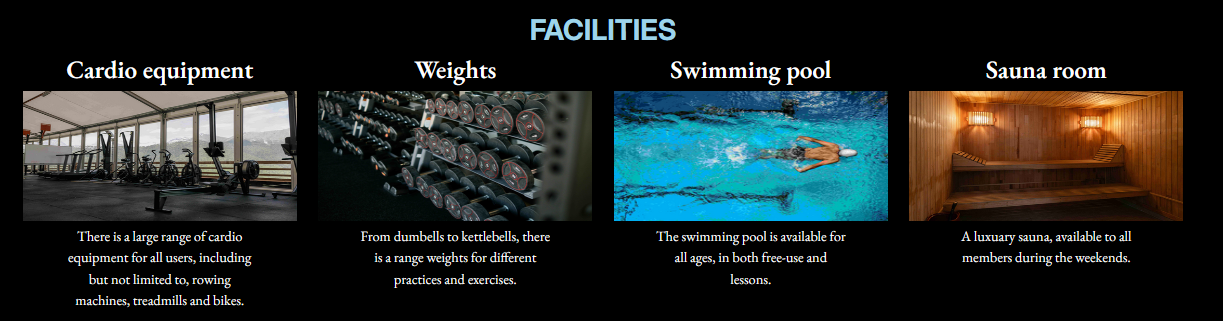 FACILITIES
Cardio equipment
There is a large range of cardio
equipment for all users, including
but not limited to, rowing
machines, treadmills and bikes.
Weights
From dumbells to kettlebells, there
is a range weights for different
practices and exercises.
Swimming pool
The swimming pool is available for
all ages, in both free-use and
lessons.
Sauna room
A luxuary sauna, available to all
members during the weekends.